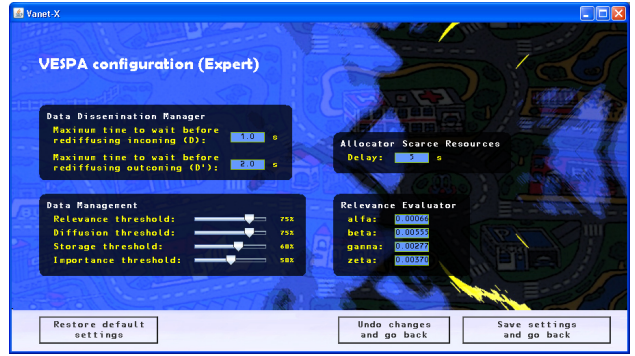 Vanet-X
VESPA configuration (Expert)
Data Dissemination Manager
Maximum time to wait before
rediffusing incoming (D): 1.0 s
Maximum time to wait before
rediffusing outcoming (D'): 2.0 s
Allocator Scarce Resources
Delay: 3 s
Data Management
Relevance threshold: 75%
Diffusion threshold: 75%
Storage threshold: 60%
Importance threshold: 50%
Relevance Evaluator
alfa: 0.00066
beta: 0.00333
gamma: 0.00277
zeta: 0.00370
Restore default
settings
Undo changes
and go back
Save settings
and go back